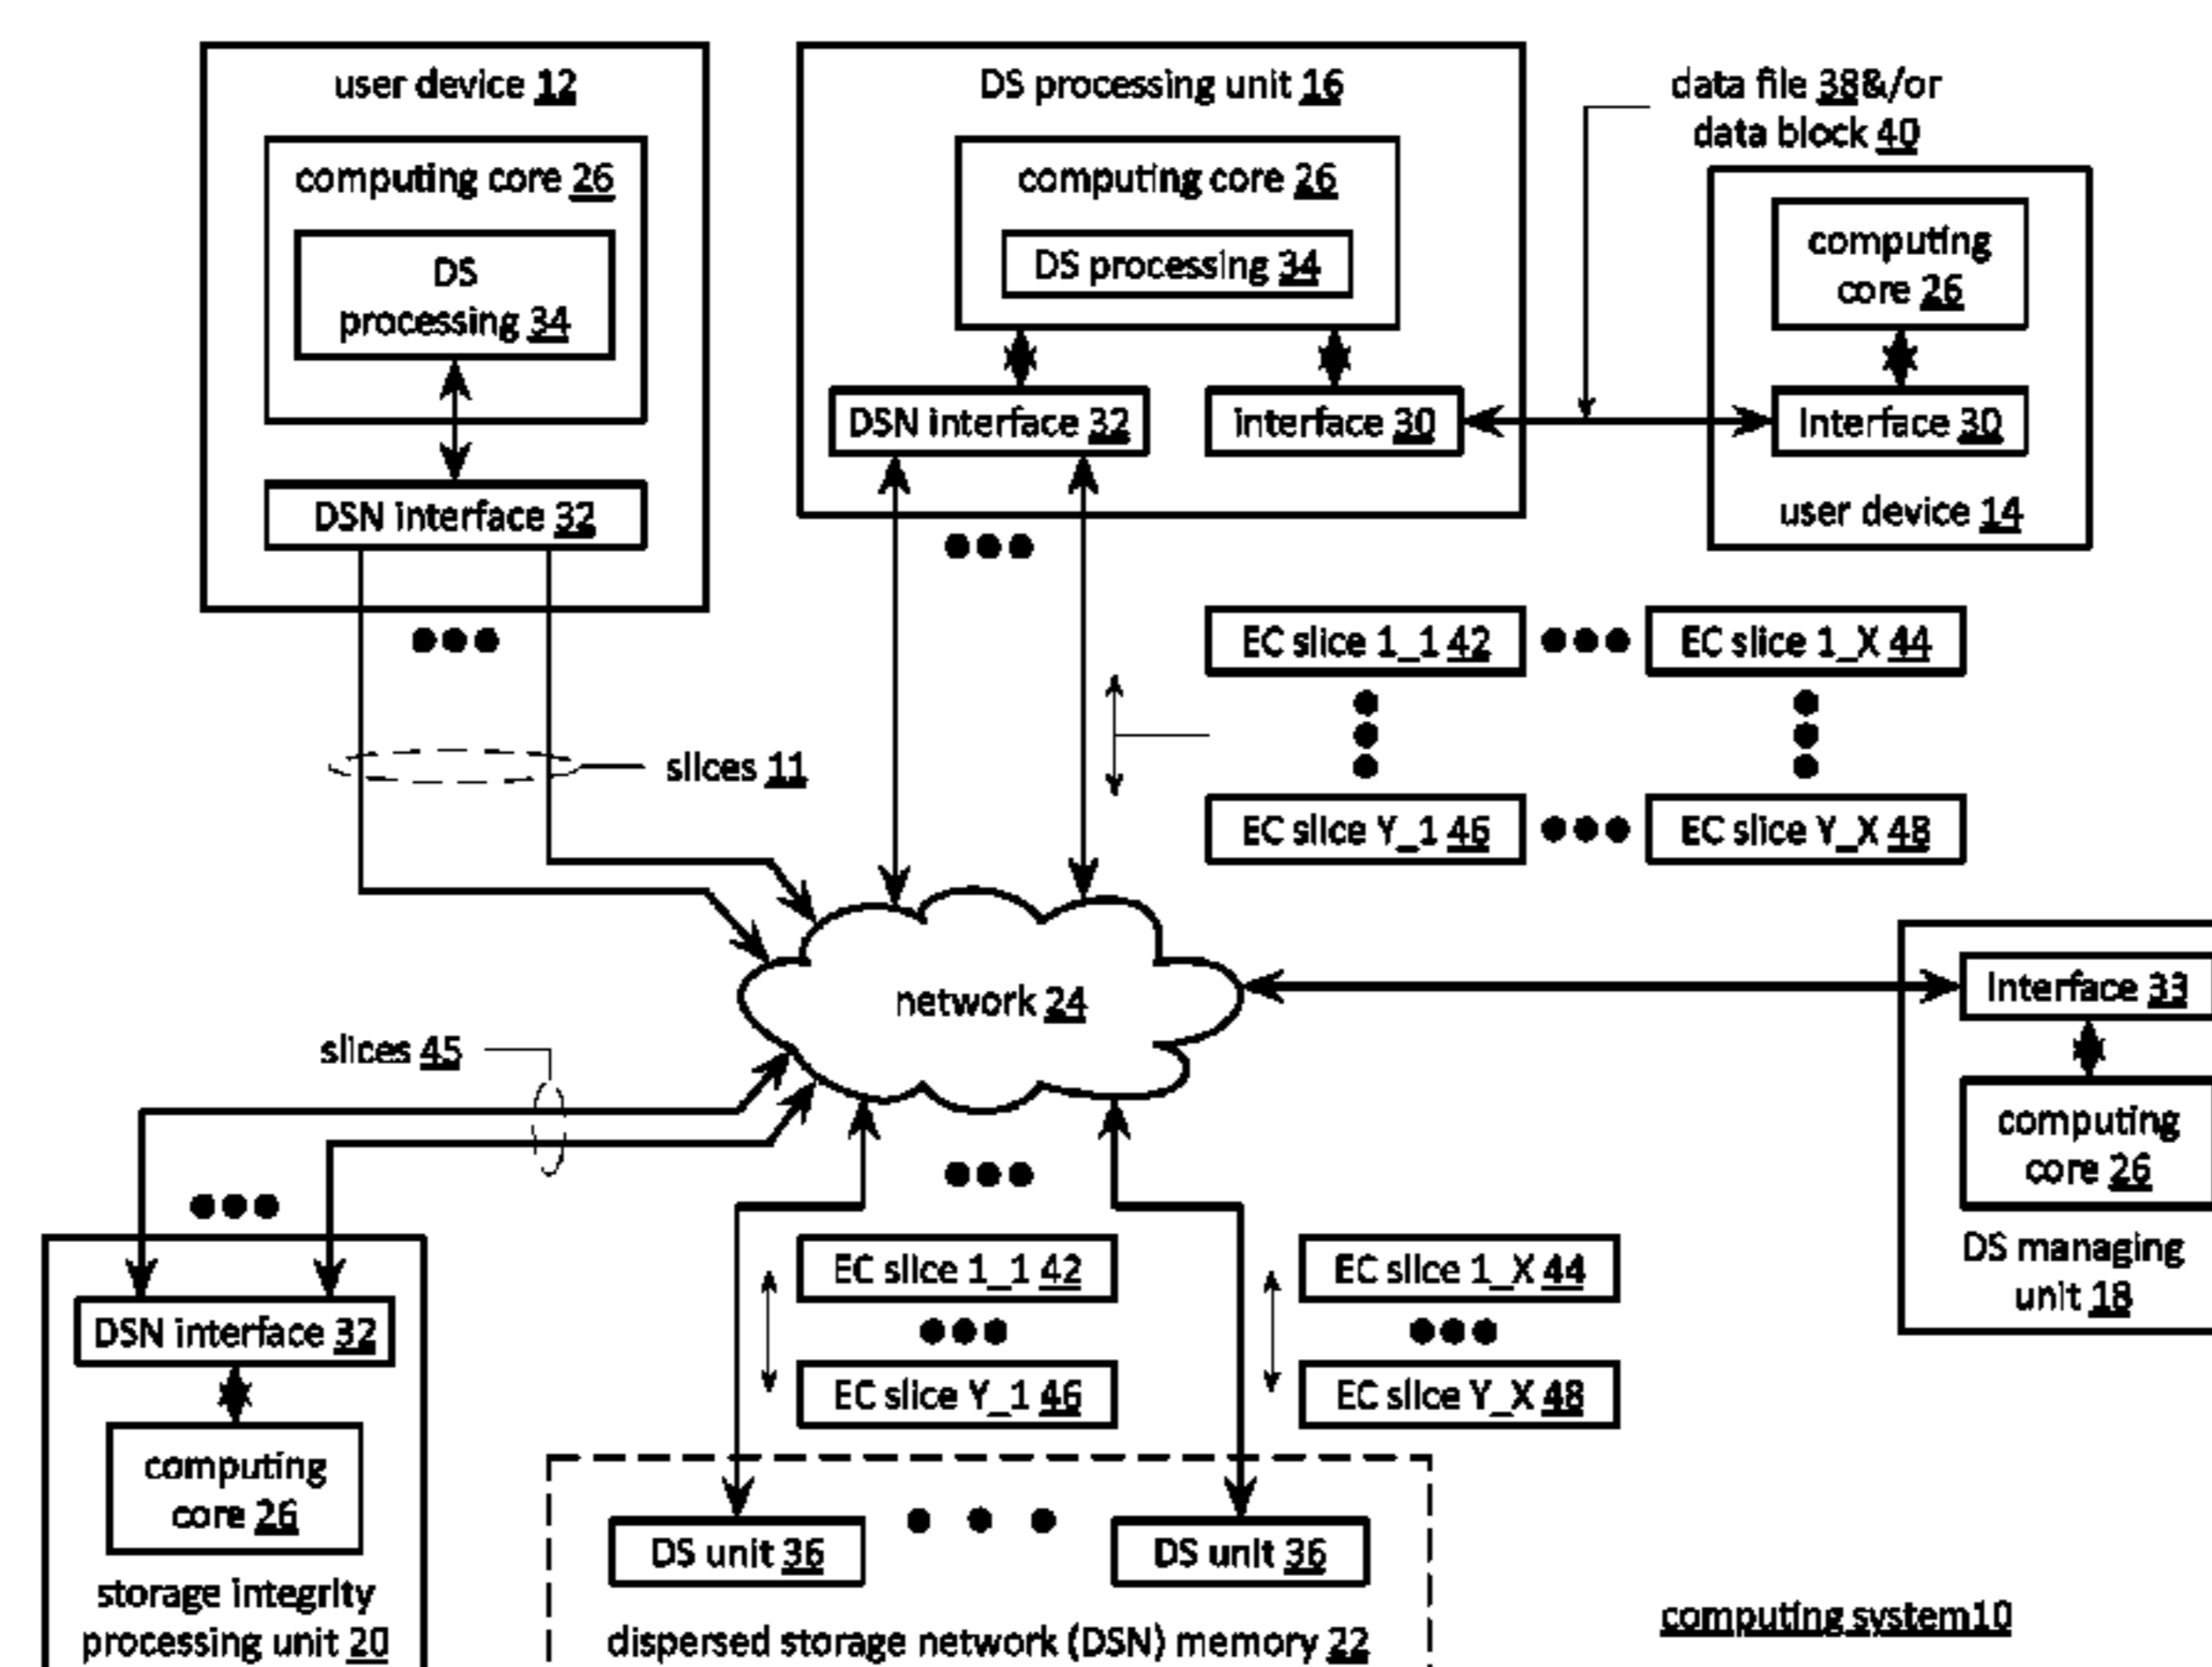 user device 12
computing core 26
DS
processing 34
DSN interface 32
DS processing unit 16
computing core 26
DS processing 34
DSN interface 32
interface 30
data file 38&/or
data block 40
computing
core 26
Interface 30
user device 14
EC slice 1_1 42
EC slice 1_X 44
EC slice Y_1 46
EC slice Y_X 48
slices 11
network 24
Interface 33
computing
core 26
DS managing
unit 18
slices 45
DSN interface 32
computing
core 26
storage integrity
processing unit 20
EC slice 1_1 42
EC slice Y_1 46
EC slice 1_X 44
EC slice Y_X 48
DS unit 36
DS unit 36
dispersed storage network (DSN) memory 22
computing system10